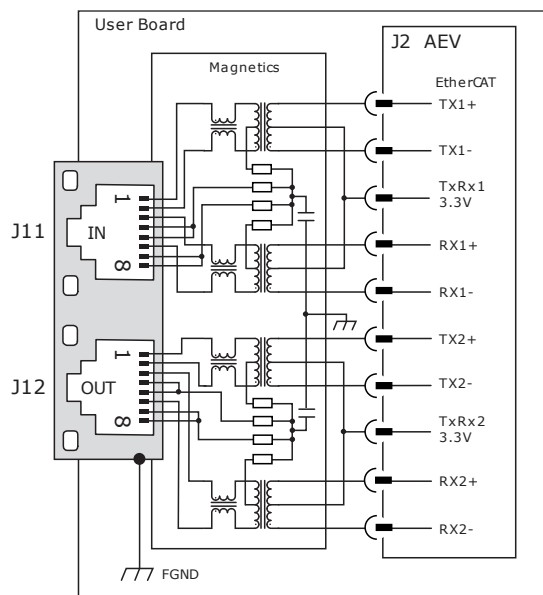 User Board
J2 AEV
Magnetics
EtherCAT
TX1+
TX1-
TxRx1
3.3V
RX1+
RX1-
J11
1
IN
8
TX2+
TX2-
TxRx2
3.3V
RX2+
RX2-
J12
1
OUT
8
FGND